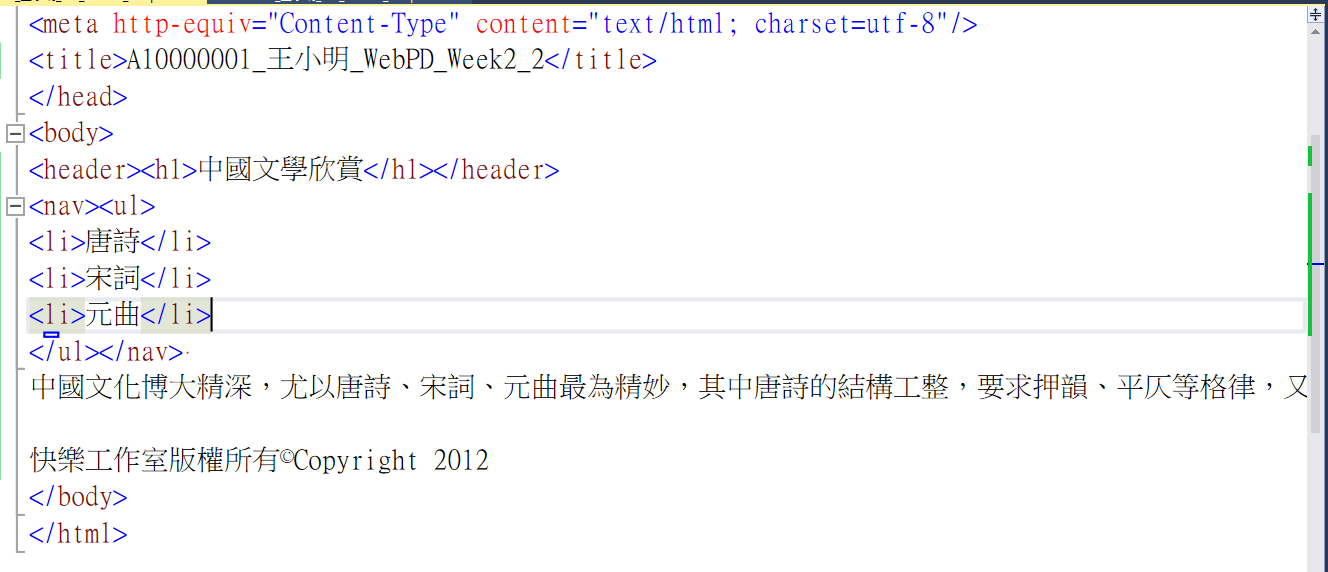 <meta http-equiv="Content-Type" content="text/html; charset=utf-8"/>
<title>A10000001_王小明_WebPD_Week2_2</title>
</head>
<body>
<header><h1>中國文學欣賞</h1></header>
<nav><ul>
<li>唐詩</li>
<li>宋詞</li>
<li>元曲</li>
</ul></nav>
中國文化博大精深，尤以唐詩、宋詞、元曲最為精妙，其中唐詩的結構工整，要求押韻、平仄等格律，又
快樂工作室版權所有©Copyright 2012
</body>
</html>